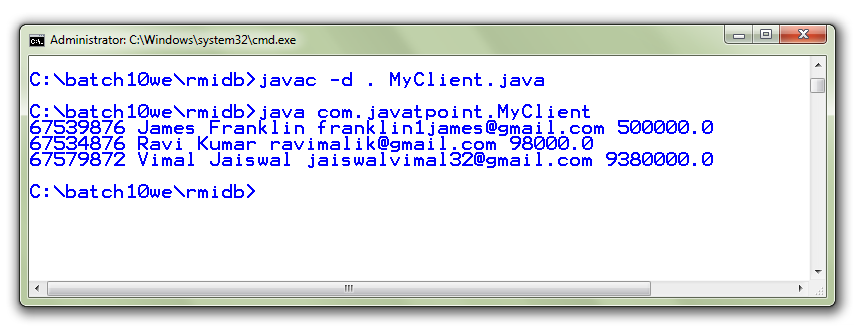 Administrator: C:\Windows\system32\cmd.exe
C:\batch10we\rmidb>javac -d . MyClient.java
C:\batch10we\rmidb>java com.javatpoint.MyClient
67539876 James Franklin franklin1james@gmail.com 500000.0
67534876 Ravi Kumar ravimalik@gmail.com 98000.0
67579872 Vimal Jaiswal jaiswalvimal32@gmail.com 9380000.0
C:\batch10we\rmidb>